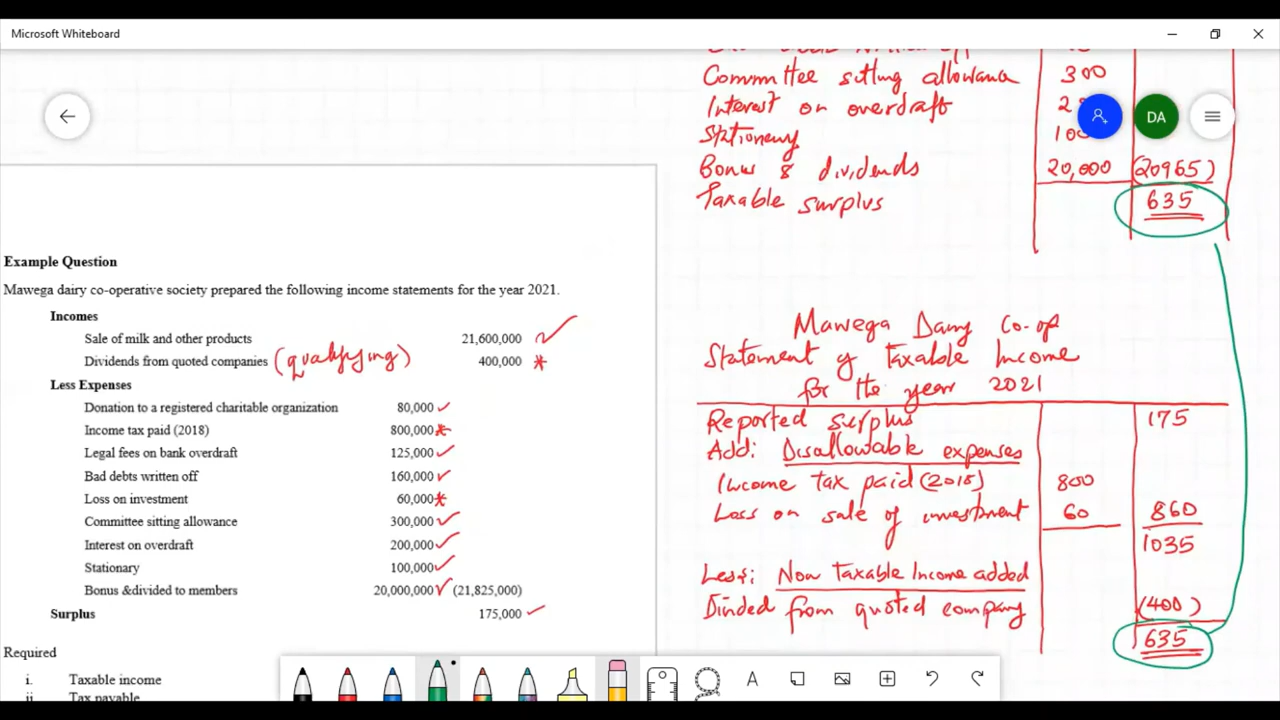 Microsoft Whiteboard
Committee sitting allowance 300
Interest on overdraft
DA
Stationery
Bonus & dividends 20,000 (20965)
Taxable surplus 635
Example Question
Mawega dairy co-operative society prepared the following income statements for the year 2021.
Incomes
Sale of milk and other products 21,600,000
Dividends from quoted companies (qualifying) 400,000 *
Less Expenses
Donation to a registered charitable organization 80,000
Income tax paid (2018) 800,000 *
Legal fees on bank overdraft 125,000
Bad debts written off 160,000
Loss on investment 60,000 *
Committee sitting allowance 300,000
Interest on overdraft 200,000
Stationary 100,000
Bonus &divided to members 20,000,000 (21,825,000)
Surplus 175,000
Required
i. Taxable income
ii. Tax payable
Mawega Dairy Co-op
Statement of Taxable Income
for the year 2021
Reported surplus 175
Add: Disallowable expenses
Income tax paid (2018) 800
Loss on sale of investment 60 860
1035
Less: Non Taxable Income added
Divided from quoted company (400)
635